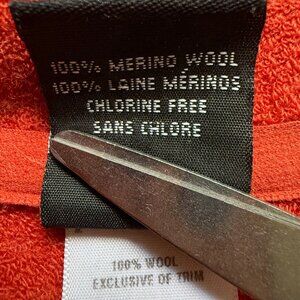 100% MERINO WOOL
100% LAINE MÉRINOS
CHLORINE FREE
SANS CHLORE
100% WOOL
EXCLUSIVE OF TRIM